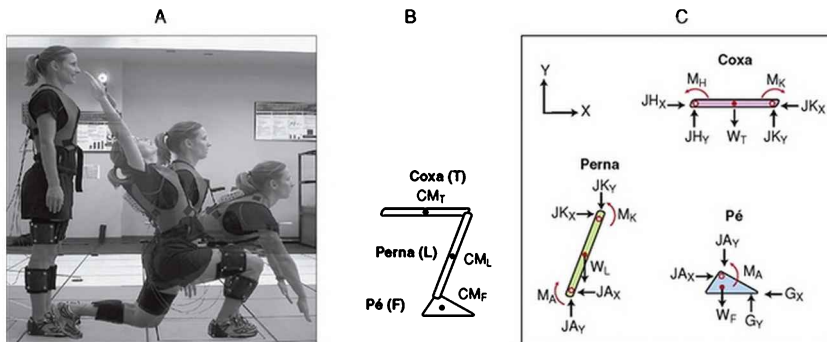 A
B
C
Coxa (T)
CM_T
Perna (L)
CM_L
CM_F
Pé (F)
Y
X
Coxa
M_H
M_K
JH_X
JK_X
JH_Y
W_T
JK_Y
Perna
JK_Y
JK_X
M_K
W_L
M_A
JA_X
JA_Y
Pé
JA_Y
JA_X
M_A
G_X
W_F
G_Y